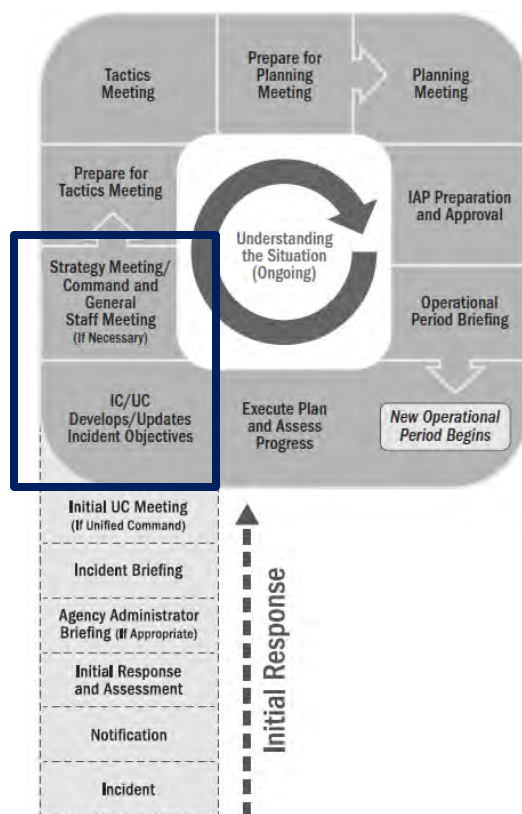 Tactics
Meeting
Prepare for
Planning
Meeting
Planning
Meeting
Prepare for
Tactics Meeting
IAP Preparation
and Approval
Understanding
the Situation
(Ongoing)
Strategy Meeting/
Command and
General
Staff Meeting
(If Necessary)
Operational
Period Briefing
IC/UC
Develops/Updates
Incident Objectives
Execute Plan
and Assess
Progress
New Operational
Period Begins
Initial UC Meeting
(If Unified Command)
Incident Briefing
Agency Administrator
Briefing (If Appropriate)
Initial Response
and Assessment
Notification
Incident
Initial Response